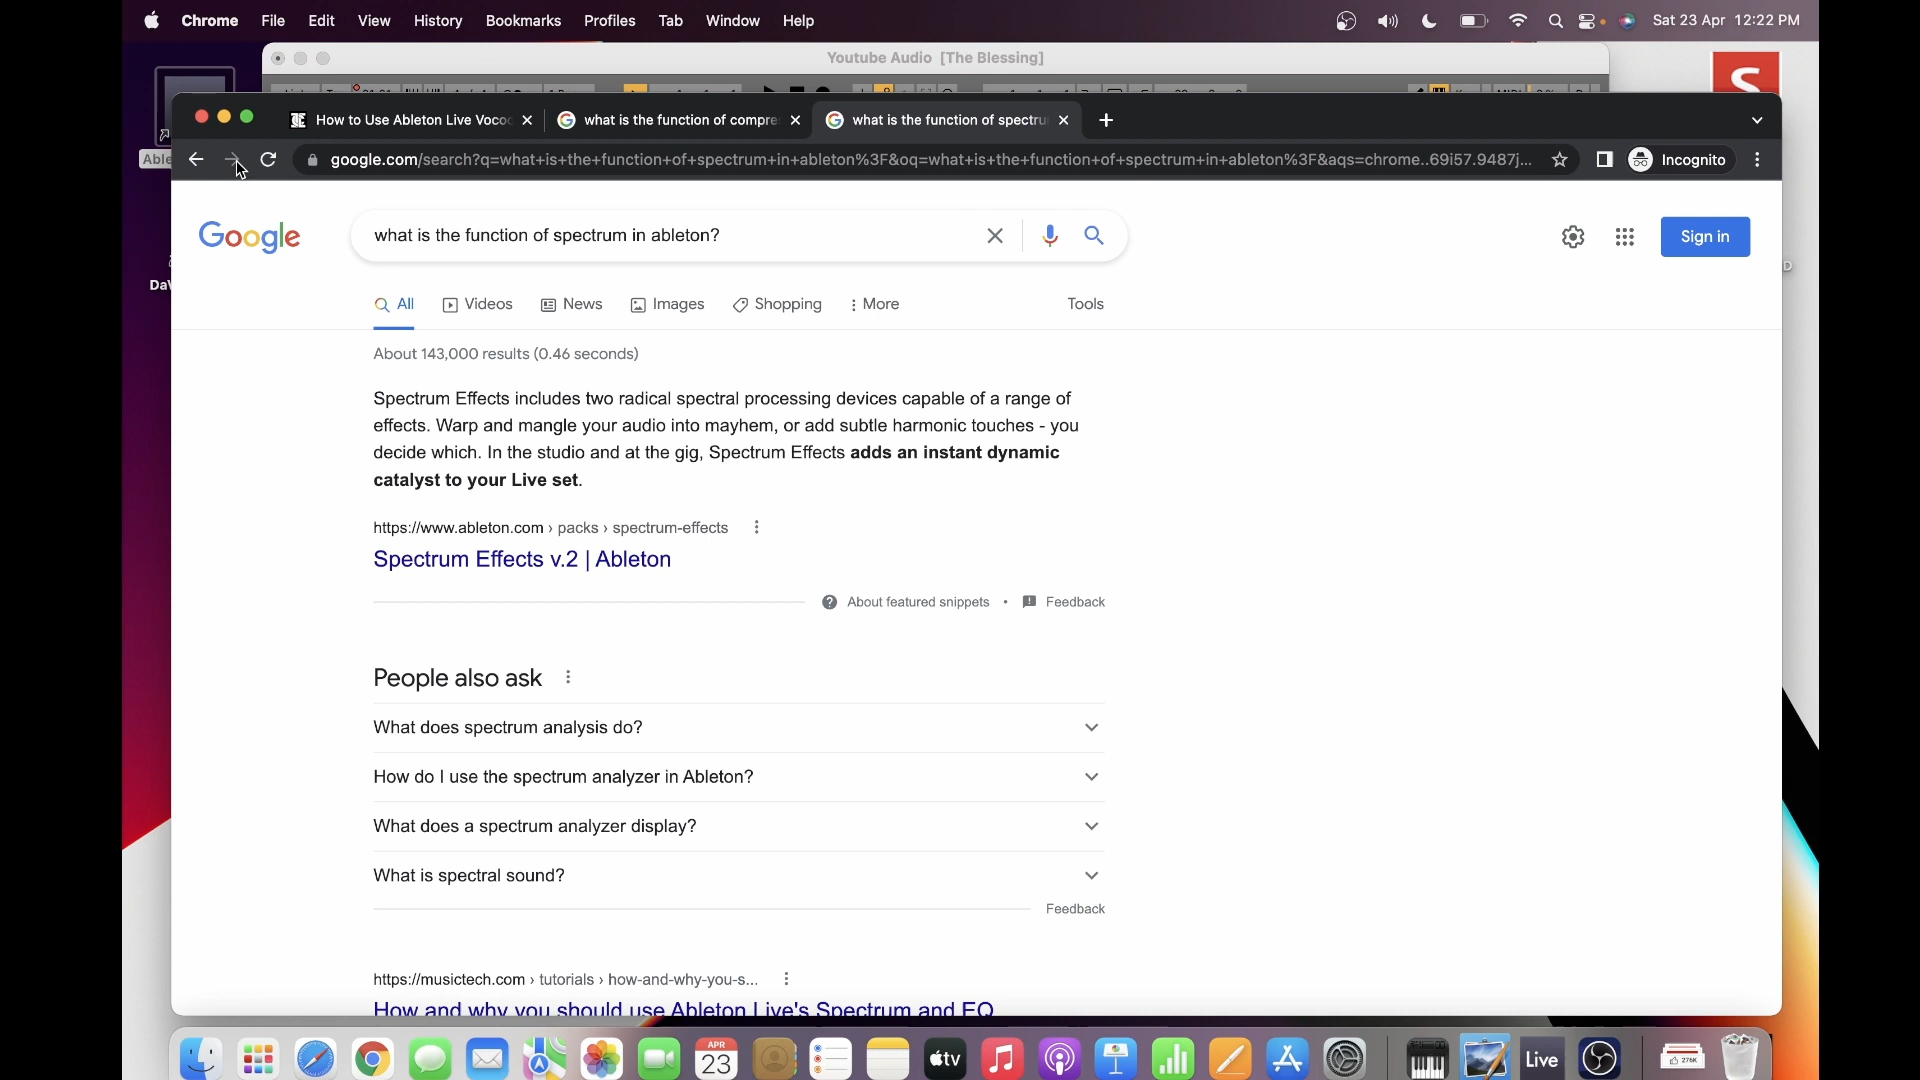 Chrome File Edit View History Bookmarks Profiles Tab Window Help Sat 23 Apr 12:22 PM
Youtube Audio [The Blessing]
How to Use Ableton Live Voco what is the function of compre what is the function of spectru
google.com/search?q=what+is+the+function+of+spectrum+in+ableton%3F&oq=what+is+the+function+of+spectrum+in+ableton%3F&aqs=chrome..69i57.9487j... Incognito
Google what is the function of spectrum in ableton? Sign in
All Videos News Images Shopping More Tools
About 143,000 results (0.46 seconds)
Spectrum Effects includes two radical spectral processing devices capable of a range of
effects. Warp and mangle your audio into mayhem, or add subtle harmonic touches - you
decide which. In the studio and at the gig, Spectrum Effects adds an instant dynamic
catalyst to your Live set.
https://www.ableton.com › packs › spectrum-effects
Spectrum Effects v.2 | Ableton
About featured snippets • Feedback
People also ask
What does spectrum analysis do?
How do I use the spectrum analyzer in Ableton?
What does a spectrum analyzer display?
What is spectral sound?
Feedback
https://musictech.com › tutorials › how-and-why-you-s...
How and why you should use Ableton Live's Spectrum and EQ
APR
23
tv
Live
276K